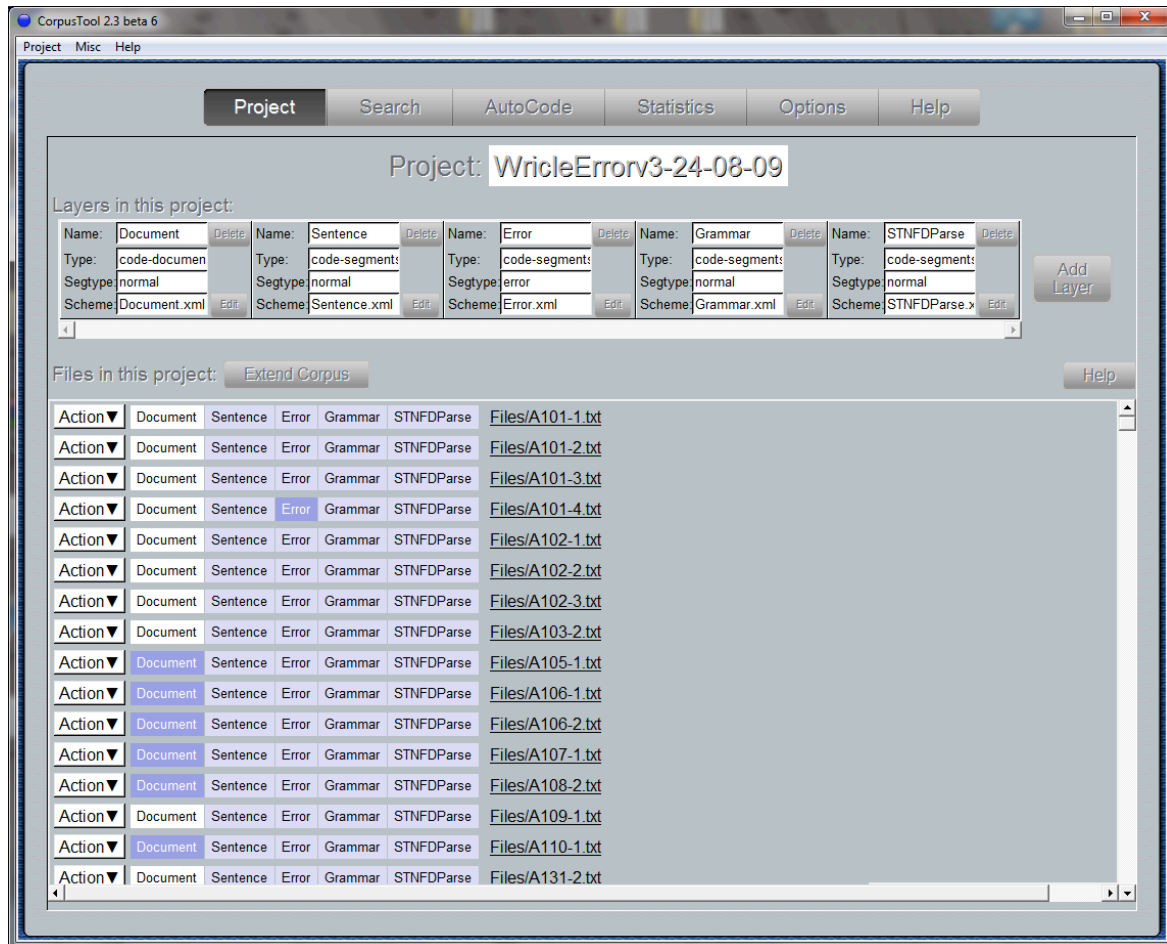 CorpusTool 2.3 beta 6
Project Misc Help
Project Search AutoCode Statistics Options Help
Project: WricleErrorv3-24-08-09
Layers in this project:
Name: Document Delete Name: Sentence Delete Name: Error Delete Name: Grammar Delete Name: STNFDParse Delete
Type: code-documen Type: code-segments Type: code-segments Type: code-segments Type: code-segments
Segtype: normal Segtype: normal Segtype: error Segtype: normal Segtype: normal
Scheme: Document.xml Edit Scheme: Sentence.xml Edit Scheme: Error.xml Edit Scheme: Grammar.xml Edit Scheme: STNFDParse.x Edit
Add
Layer
Files in this project: Extend Corpus Help
Action▼ Document Sentence Error Grammar STNFDParse Files/A101-1.txt
Action▼ Document Sentence Error Grammar STNFDParse Files/A101-2.txt
Action▼ Document Sentence Error Grammar STNFDParse Files/A101-3.txt
Action▼ Document Sentence Error Grammar STNFDParse Files/A101-4.txt
Action▼ Document Sentence Error Grammar STNFDParse Files/A102-1.txt
Action▼ Document Sentence Error Grammar STNFDParse Files/A102-2.txt
Action▼ Document Sentence Error Grammar STNFDParse Files/A102-3.txt
Action▼ Document Sentence Error Grammar STNFDParse Files/A103-2.txt
Action▼ Document Sentence Error Grammar STNFDParse Files/A105-1.txt
Action▼ Document Sentence Error Grammar STNFDParse Files/A106-1.txt
Action▼ Document Sentence Error Grammar STNFDParse Files/A106-2.txt
Action▼ Document Sentence Error Grammar STNFDParse Files/A107-1.txt
Action▼ Document Sentence Error Grammar STNFDParse Files/A108-2.txt
Action▼ Document Sentence Error Grammar STNFDParse Files/A109-1.txt
Action▼ Document Sentence Error Grammar STNFDParse Files/A110-1.txt
Action▼ Document Sentence Error Grammar STNFDParse Files/A131-2.txt